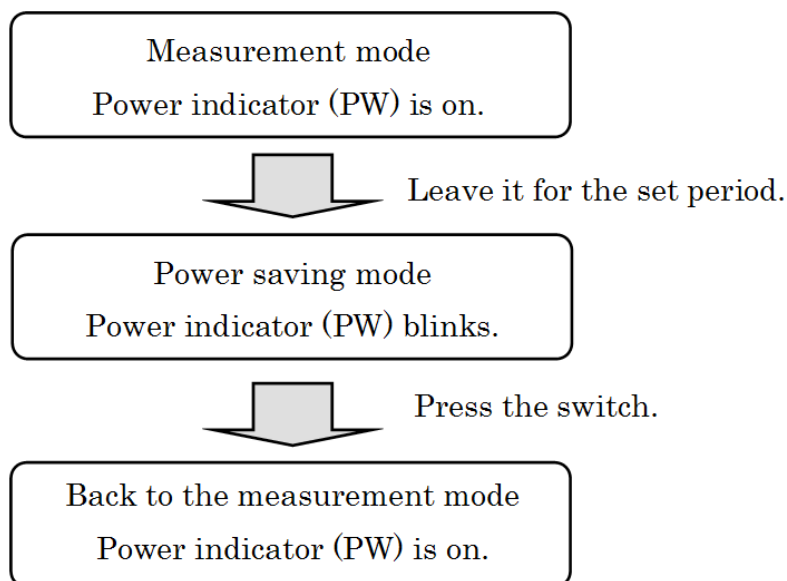 Measurement mode
Power indicator (PW) is on.
Leave it for the set period.
Power saving mode
Power indicator (PW) blinks.
Press the switch.
Back to the measurement mode
Power indicator (PW) is on.